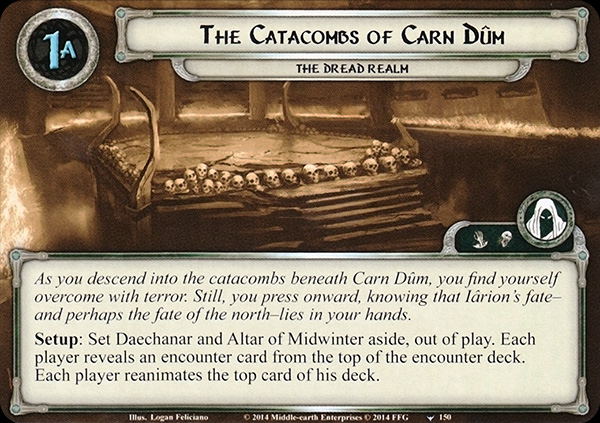 1A
The Catacombs of Carn Dûm
The Dread Realm
As you descend into the catacombs beneath Carn Dûm, you find yourself
overcome with terror. Still, you press onward, knowing that Iârion's fate–
and perhaps the fate of the north–lies in your hands.
Setup: Set Daechanar and Altar of Midwinter aside, out of play. Each
player reveals an encounter card from the top of the encounter deck.
Each player reanimates the top card of his deck.
Illus. Logan Feliciano © 2014 Middle-earth Enterprises © 2014 FFG 150